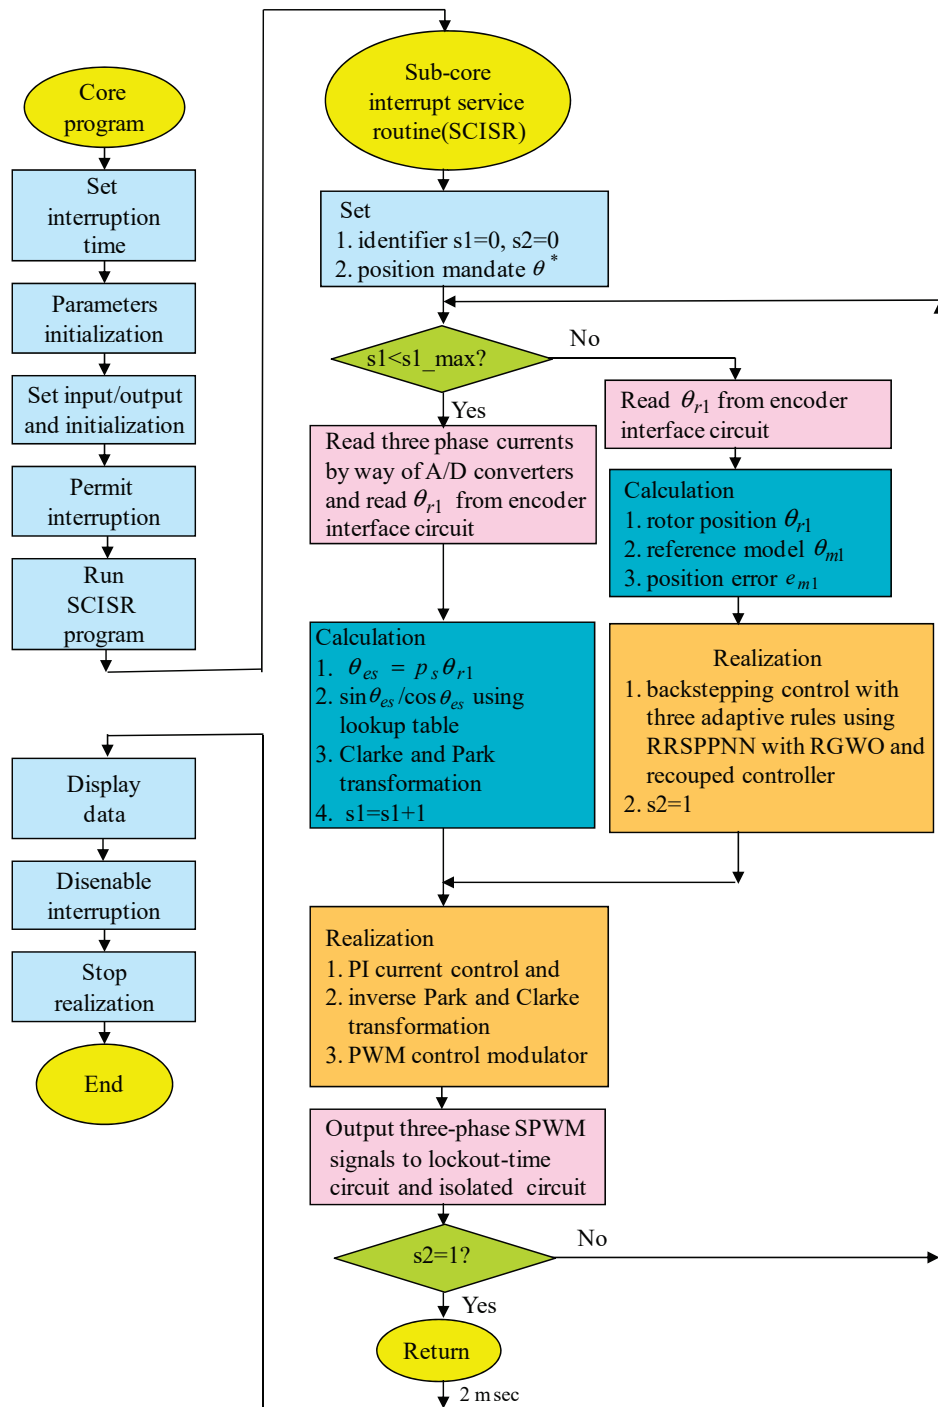 Core
program
Set
interruption
time
Parameters
initialization
Set input/output
and initialization
Permit
interruption
Run
SCISR
program
Display
data
Disenable
interruption
Stop
realization
End
Sub-core
interrupt service
routine(SCISR)
Set
1. identifier s1=0, s2=0
2. position mandate θ*
s1<s1_max?
No
Yes
Read three phase currents
by way of A/D converters
and read θr1 from encoder
interface circuit
Read θr1 from encoder
interface circuit
Calculation
1. rotor position θr1
2. reference model θm1
3. position error em1
Calculation
1. θes = psθr1
2. sinθes/cosθes using
lookup table
3. Clarke and Park
transformation
4. s1=s1+1
Realization
1. backstepping control with
three adaptive rules using
RRSPPNN with RGWO and
recouped controller
2. s2=1
Realization
1. PI current control and
2. inverse Park and Clarke
transformation
3. PWM control modulator
Output three-phase SPWM
signals to lockout-time
circuit and isolated circuit
s2=1?
No
Yes
Return
2 msec